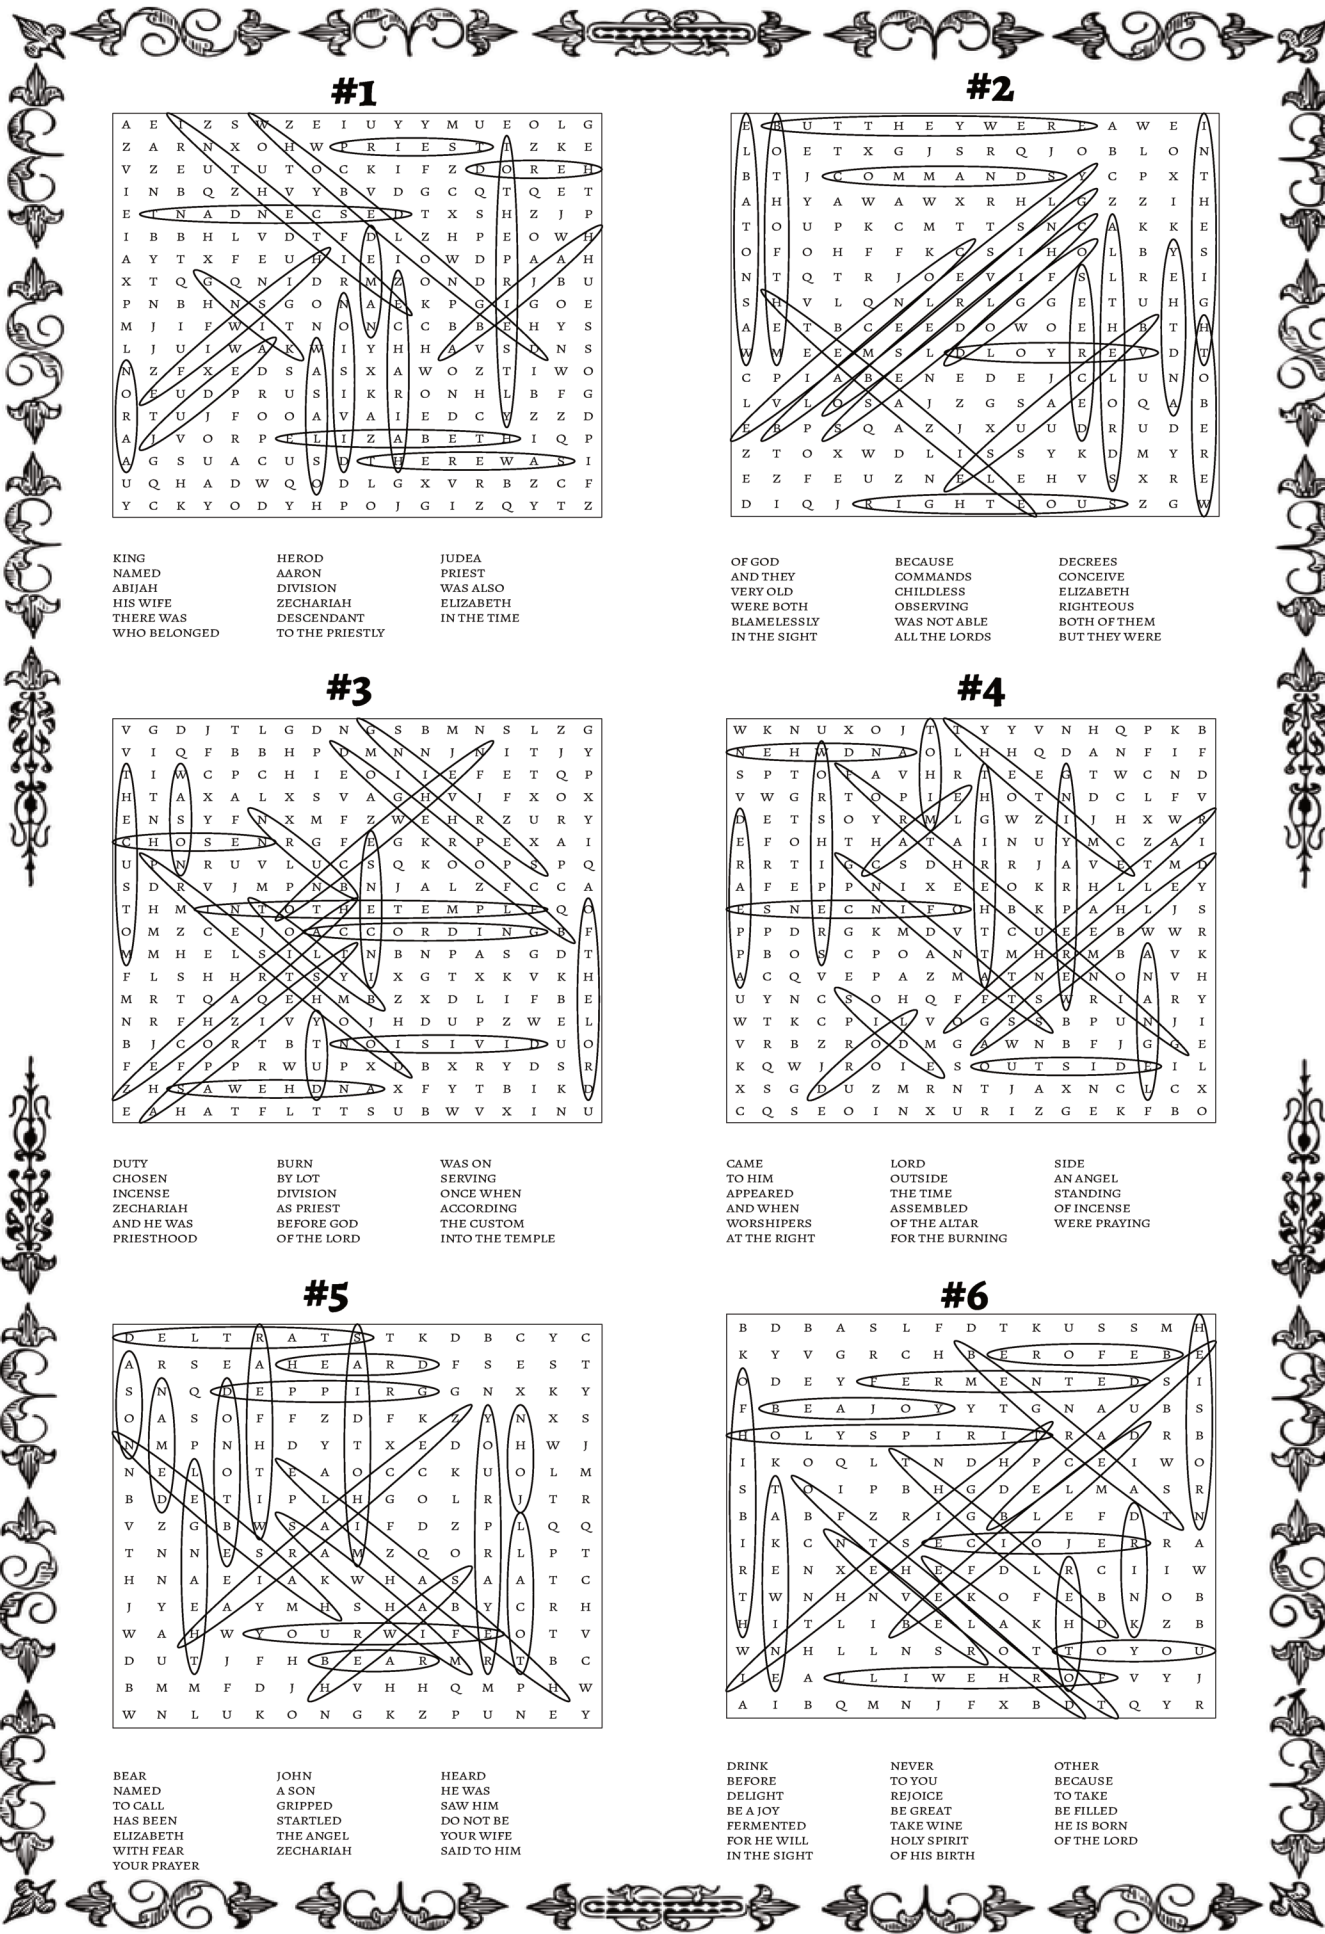 #1
A E I Z S W Z E I U Y Y M U E O L G
Z A R N X O H W P R I E S T I Z K E
V Z E U T U T O C K I F Z D O R E H
I N B Q Z H V Y B V D G C Q T Q E T
E T N A D N E C S E D T X S H Z J P
I B B H L V D T F D L Z H P E O W H
A Y T X F E U H I E I O W D P A A H
X T Q G Q N I D R M Z O N D R J B U
P N B H N S G O N A E K P G I G O E
M J I F W I T N O N C C B B E H Y S
L J U I W A K W I Y H H A V S D N S
N Z F X E D S A S X A W O Z T I W O
O E U D P R U S I K R O N H L B F G
R T U J F O O A V A I E D C Y Z Z D
A J V O R P E L I Z A B E T H I Q P
A G S U A C U S D T H E R E W A S I
U Q H A D W Q O D L G X V R B Z C F
Y C K Y O D Y H P O J G I Z Q Y T Z
KING HEROD JUDEA
NAMED AARON PRIEST
ABIJAH DIVISION WAS ALSO
HIS WIFE ZECHARIAH ELIZABETH
THERE WAS DESCENDANT IN THE TIME
WHO BELONGED TO THE PRIESTLY
#2
E B U T T H E Y W E R E A W E I
L O E T X G J S R Q J O B L O N
B T J C O M M A N D S Y C P X T
A H Y A W A W X R H L G Z Z I H
T O U P K C M T T S N C A K K E
O F O H F F K C S I H O L B Y S
N T Q T R J O E V I F S L R E I
S H V L Q N L R L G G E T U H G
A E T B C E E D O W O E H B T H
W M E E M S L D L O Y R E V D T
C P I A B E N E D E J C L U N O
L V L O S A J Z G S A E O Q A B
E B P S Q A Z J X U U D R U D E
Z T O X W D L I S S Y K D M Y R
E Z F E U Z N E L E H V S X R E
D I Q J R I G H T E O U S Z G W
OF GOD BECAUSE DECREES
AND THEY COMMANDS CONCEIVE
VERY OLD CHILDLESS ELIZABETH
WERE BOTH OBSERVING RIGHTEOUS
BLAMELESSLY WAS NOT ABLE BOTH OF THEM
IN THE SIGHT ALL THE LORDS BUT THEY WERE
#3
V G D J T L G D N G S B M N S L Z G
V I Q F B B H P D M N N J N I T J Y
T I W C P C H I E O I I E F E T Q P
H T A X A L X S V A G H V J F X O X
E N S Y F N X M F Z W E H R Z U R Y
C H O S E N R G F E G K R P E X A I
U P N R U V L U C S Q K O O P S P Q
S D R V J M P N B N J A L Z F C C A
T H M I N T O T H E T E M P L E Q O
O M Z C E J O A C C O R D I N G B F
M M H E L S I L T N B N P A S G D T
F L S H H R T S Y I X G T X K V K H
M R T Q A Q E H M B Z X D L I F B E
N R F H Z I V Y O J H D U P Z W E L
B J C O R T B T N O I S I V I D U O
F E F P P R W U P X D B X R Y D S R
Z H S A W E H D N A X F Y T B I K D
E A H A T F L T T S U B W V X I N U
DUTY BURN WAS ON
CHOSEN BY LOT SERVING
INCENSE DIVISION ONCE WHEN
ZECHARIAH AS PRIEST ACCORDING
AND HE WAS BEFORE GOD THE CUSTOM
PRIESTHOOD OF THE LORD INTO THE TEMPLE
#4
W K N U X O J T T Y Y V N H Q P K B
N E H W D N A O L H H Q D A N F I F
S P T O F A V H R T E E G T W C N D
V W G R T O P I E H O T N D C L F V
D E T S O Y R M L G W Z I J H X W R
E F O H T H A T A I N U Y M C Z A I
R R T I G C S D H R R J A V E T M D
A F E P P N I X E E O K R H L L E Y
E S N E C N I F O H B K P A H L J S
P P D R G K M D V T C U E E B W W R
P B O S C P O A N T M H R M B A V K
A C Q V E P A Z M A T N E N O N V H
U Y N C S O H Q F F T S W R I A R Y
W T K C P I L V O G S S B P U N J I
V R B Z R O D M G A W N B F J G G E
K Q W J R O I E S O U T S I D E I L
X S G D U Z M R N T J A X N C L C X
C Q S E O I N X U R I Z G E K F B O
CAME LORD SIDE
TO HIM OUTSIDE AN ANGEL
APPEARED THE TIME STANDING
AND WHEN ASSEMBLED OF INCENSE
WORSHIPERS OF THE ALTAR WERE PRAYING
AT THE RIGHT FOR THE BURNING
#5
D E L T R A T S T K D B C Y C
A R S E A H E A R D F S E S T
S N Q D E P P I R G G N X K Y
O A S O F F Z D F K Z Y N X S
N M P N H D Y T X E D O H W J
N E L O T E A O C C K U O L M
B D E T I P L H G O L R J T R
V Z G B W S A I F D Z P L Q Q
T N N E S R A M Z Q O R L P T
H N A E I A K W H A S A A T C
J Y E A Y M H S H A B Y C R H
W A H W Y O U R W I F E O T V
D U T J F H B E A R M R T B C
B M M F D J H V H H Q M P H W
W N L U K O N G K Z P U N E Y
BEAR JOHN HEARD
NAMED A SON HE WAS
TO CALL GRIPPED SAW HIM
HAS BEEN STARTLED DO NOT BE
ELIZABETH THE ANGEL YOUR WIFE
WITH FEAR ZECHARIAH SAID TO HIM
YOUR PRAYER
#6
B D B A S L F D T K U S S M H
K Y V G R C H B E R O F E B E
O D E Y F E R M E N T E D S I
F B E A J O Y Y T G N A U B S
H O L Y S P I R I T R A D R B
I K O Q L T N D H P C E I W O
S T O I P B H G D E L M A S R
B A B F Z R I G B L E F D T N
I K C N T S E C I O J E R R A
R E N X E H E F D L R C I I W
T W N H N V E K O F E B N O B
H I T L I B E L A K H D K Z B
W N H L L N S R O T T O Y O U
I E A L L I W E H R O F V Y J
A I B Q M N J F X B D T Q Y R
DRINK NEVER OTHER
BEFORE TO YOU BECAUSE
DELIGHT REJOICE TO TAKE
BE A JOY BE GREAT BE FILLED
FERMENTED TAKE WINE HE IS BORN
FOR HE WILL HOLY SPIRIT OF THE LORD
IN THE SIGHT OF HIS BIRTH